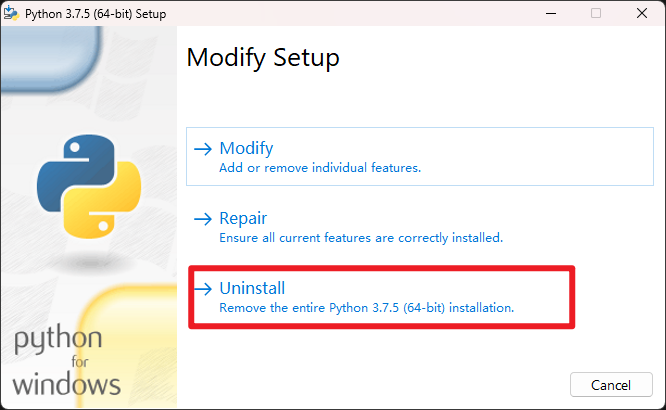 Python 3.7.5 (64-bit) Setup
Modify Setup
Modify
Add or remove individual features.
Repair
Ensure all current features are correctly installed.
Uninstall
Remove the entire Python 3.7.5 (64-bit) installation.
python
for
windows
Cancel